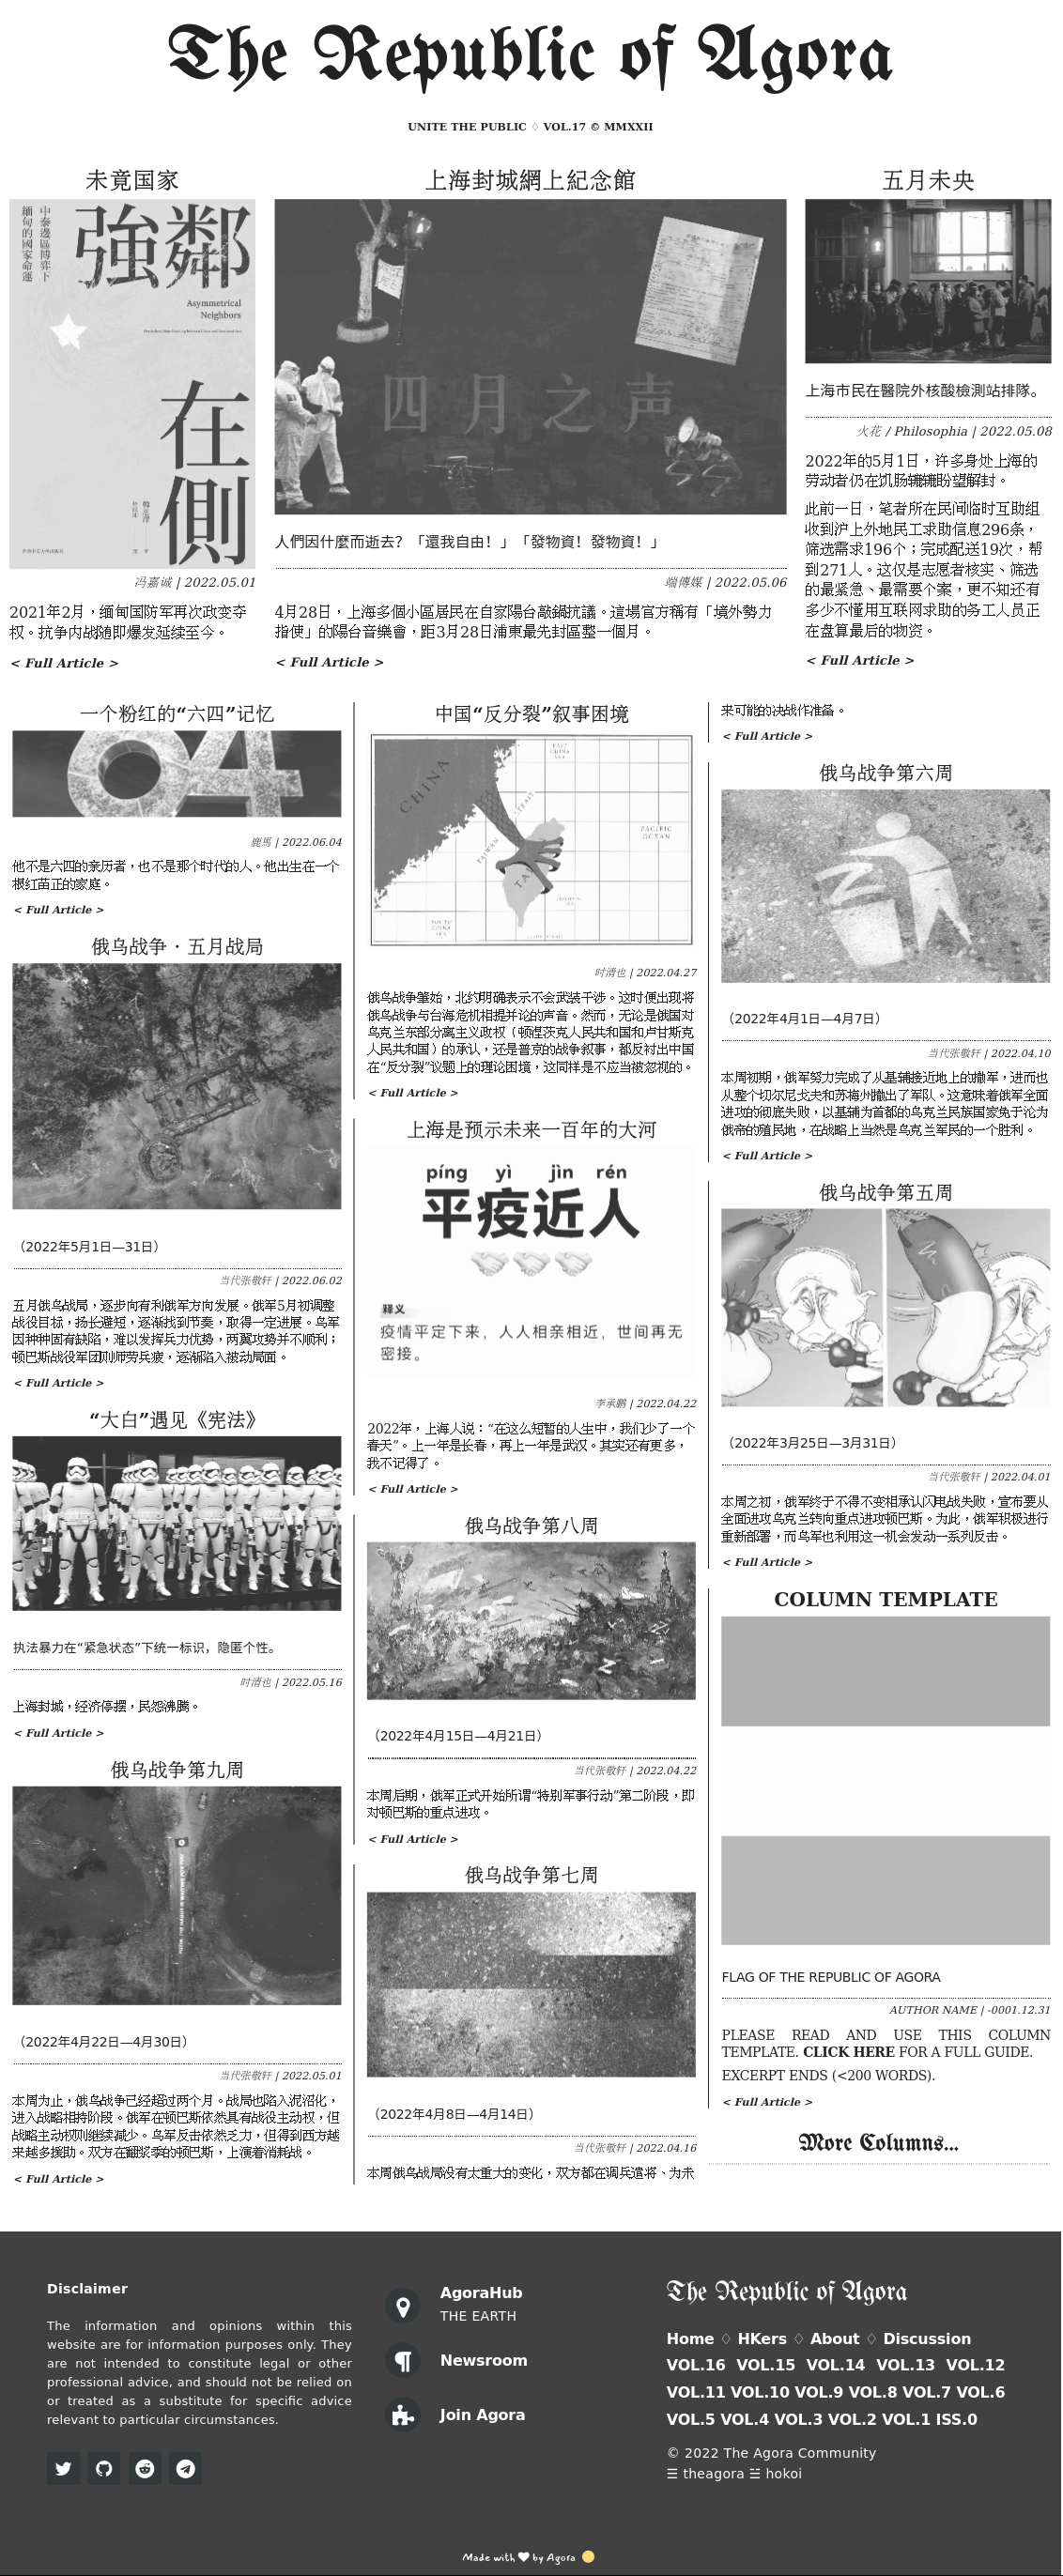 The Republic of Agora
UNITE THE PUBLIC ♢ VOL.17 © MMXXII
未竟国家
強鄰
在側
中泰邊區博弈下
緬甸的國家命運
Asymmetrical
Neighbors
冯嘉诚 | 2022.05.01
2021年2月，缅甸国防军再次政变夺
权。抗争内战随即爆发延续至今。
< Full Article >
上海封城網上紀念館
四月之声
人們因什麼而逝去？「還我自由！」「發物資！發物資！」
端傳媒 | 2022.05.06
4月28日，上海多個小區居民在自家陽台敲鍋抗議。這場官方稱有「境外勢力
指使」的陽台音樂會，距3月28日浦東最先封區整一個月。
< Full Article >
五月未央
上海市民在醫院外核酸檢測站排隊。
火花 / Philosophia | 2022.05.08
2022年的5月1日，许多身处上海的
劳动者仍在饥肠辘辘盼望解封。
此前一日，笔者所在民间临时互助组
收到沪上外地民工求助信息296条，
筛选需求196个；完成配送19次，帮
到271人。这仅是志愿者核实、筛选
的最紧急、最需要个案，更不知还有
多少不懂用互联网求助的务工人员正
在盘算最后的物资。
< Full Article >
一个粉红的“六四”记忆
鹿馬 | 2022.06.04
他不是六四的亲历者，也不是那个时代的人。他出生在一个
根红苗正的家庭。
< Full Article >
俄乌战争 · 五月战局
（2022年5月1日—31日）
当代张敬轩 | 2022.06.02
五月俄乌战局，逐步向有利俄军方向发展。俄军5月初调整
战役目标，扬长避短，逐渐找到节奏，取得一定进展。乌军
因种种固有缺陷，难以发挥兵力优势，两翼攻势并不顺利；
顿巴斯战役军团则师劳兵疲，逐渐陷入被动局面。
< Full Article >
“大白”遇见《宪法》
执法暴力在“紧急状态”下统一标识，隐匿个性。
时清也 | 2022.05.16
上海封城，经济停摆，民怨沸腾。
< Full Article >
俄乌战争第九周
（2022年4月22日—4月30日）
当代张敬轩 | 2022.05.01
本周为止，俄乌战争已经超过两个月。战局也陷入泥沼化，
进入战略相持阶段。俄军在顿巴斯依然具有战役主动权，但
战略主动权则继续减少。乌军反击依然乏力，但得到西方越
来越多援助。双方在翻浆季的顿巴斯，上演着消耗战。
< Full Article >
中国“反分裂”叙事困境
CHINA
EAST
CHINA
SEA
PACIFIC
OCEAN
TAIWAN
STRAITS
SOUTH
CHINA
SEA
时清也 | 2022.04.27
俄乌战争肇始，北约明确表示不会武装干涉。这时便出现将
俄乌战争与台海危机相提并论的声音。然而，无论是俄国对
乌克兰东部分离主义政权（顿涅茨克人民共和国和卢甘斯克
人民共和国）的承认，还是普京的战争叙事，都反衬出中国
在“反分裂”议题上的理论困境，这同样是不应当被忽视的。
< Full Article >
上海是预示未来一百年的大河
píng yì jìn rén
平疫近人
释义
疫情平定下来，人人相亲相近，世间再无
密接。
李承鹏 | 2022.04.22
2022年，上海人说：“在这么短暂的人生中，我们少了一个
春天”。上一年是长春，再上一年是武汉。其实还有更多，
我不记得了。
< Full Article >
俄乌战争第八周
（2022年4月15日—4月21日）
当代张敬轩 | 2022.04.22
本周后期，俄军正式开始所谓“特别军事行动”第二阶段，即
对顿巴斯的重点进攻。
< Full Article >
俄乌战争第七周
（2022年4月8日—4月14日）
当代张敬轩 | 2022.04.16
本周俄乌战局没有太重大的变化，双方都在调兵遣将、为未
来可能的决战作准备。
< Full Article >
俄乌战争第六周
（2022年4月1日—4月7日）
当代张敬轩 | 2022.04.10
本周初期，俄军努力完成了从基辅接近地上的撤军，进而也
从整个切尔尼戈夫和苏梅州撤出了军队。这意味着俄军全面
进攻的彻底失败，以基辅为首都的乌克兰民族国家免于沦为
俄帝的殖民地，在战略上当然是乌克兰军民的一个胜利。
< Full Article >
俄乌战争第五周
（2022年3月25日—3月31日）
当代张敬轩 | 2022.04.01
本周之初，俄军终于不得不变相承认闪电战失败，宣布要从
全面进攻乌克兰转向重点进攻顿巴斯。为此，俄军积极进行
重新部署，而乌军也利用这一机会发动一系列反击。
< Full Article >
COLUMN TEMPLATE
FLAG OF THE REPUBLIC OF AGORA
AUTHOR NAME | -0001.12.31
PLEASE READ AND USE THIS COLUMN
TEMPLATE. CLICK HERE FOR A FULL GUIDE.
EXCERPT ENDS (<200 WORDS).
< Full Article >
More Columns...
Disclaimer
The information and opinions within this
website are for information purposes only. They
are not intended to constitute legal or other
professional advice, and should not be relied on
or treated as a substitute for specific advice
relevant to particular circumstances.
AgoraHub
THE EARTH
Newsroom
Join Agora
The Republic of Agora
Home ♢ HKers ♢ About ♢ Discussion
VOL.16 VOL.15 VOL.14 VOL.13 VOL.12
VOL.11 VOL.10 VOL.9 VOL.8 VOL.7 VOL.6
VOL.5 VOL.4 VOL.3 VOL.2 VOL.1 ISS.0
© 2022 The Agora Community
☰ theagora ☱ hokoi
Made with ♥ by Agora